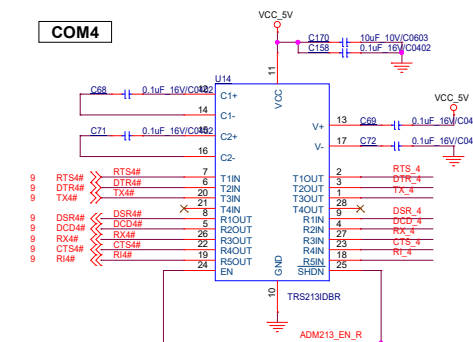 COM4
VCC_5V
C170 10uF_10V/C0603
C158 0.1uF_16V/C0402
U14
11
VCC
VCC_5V
C68 0.1uF_16V/C0402 C1+
14 C1-
C71 0.1uF_16V/C0402 C2+
16 C2-
V+ 13 C69 0.1uF_16V/C04
V- 17 C72 0.1uF_16V/C04
9 RTS4# RTS4# 7 T1IN T1OUT 2 RTS_4
9 DTR4# DTR4# 6 T2IN T2OUT 3 DTR_4
9 TX4# TX4# 20 T3IN T3OUT 1 TX_4
21 T4IN T4OUT 28
9 DSR4# DSR4# 8 R1OUT R1IN 9 DSR_4
9 DCD4# DCD4# 5 R2OUT R2IN 4 DCD_4
9 RX4# RX4# 26 R3OUT R3IN 27 RX_4
9 CTS4# CTS4# 22 R4OUT R4IN 23 CTS_4
9 RI4# RI4# 19 R5OUT R5IN 18 RI_4
24 EN SHDN 25
GND
10
TRS213IDBR
ADM213_EN_R